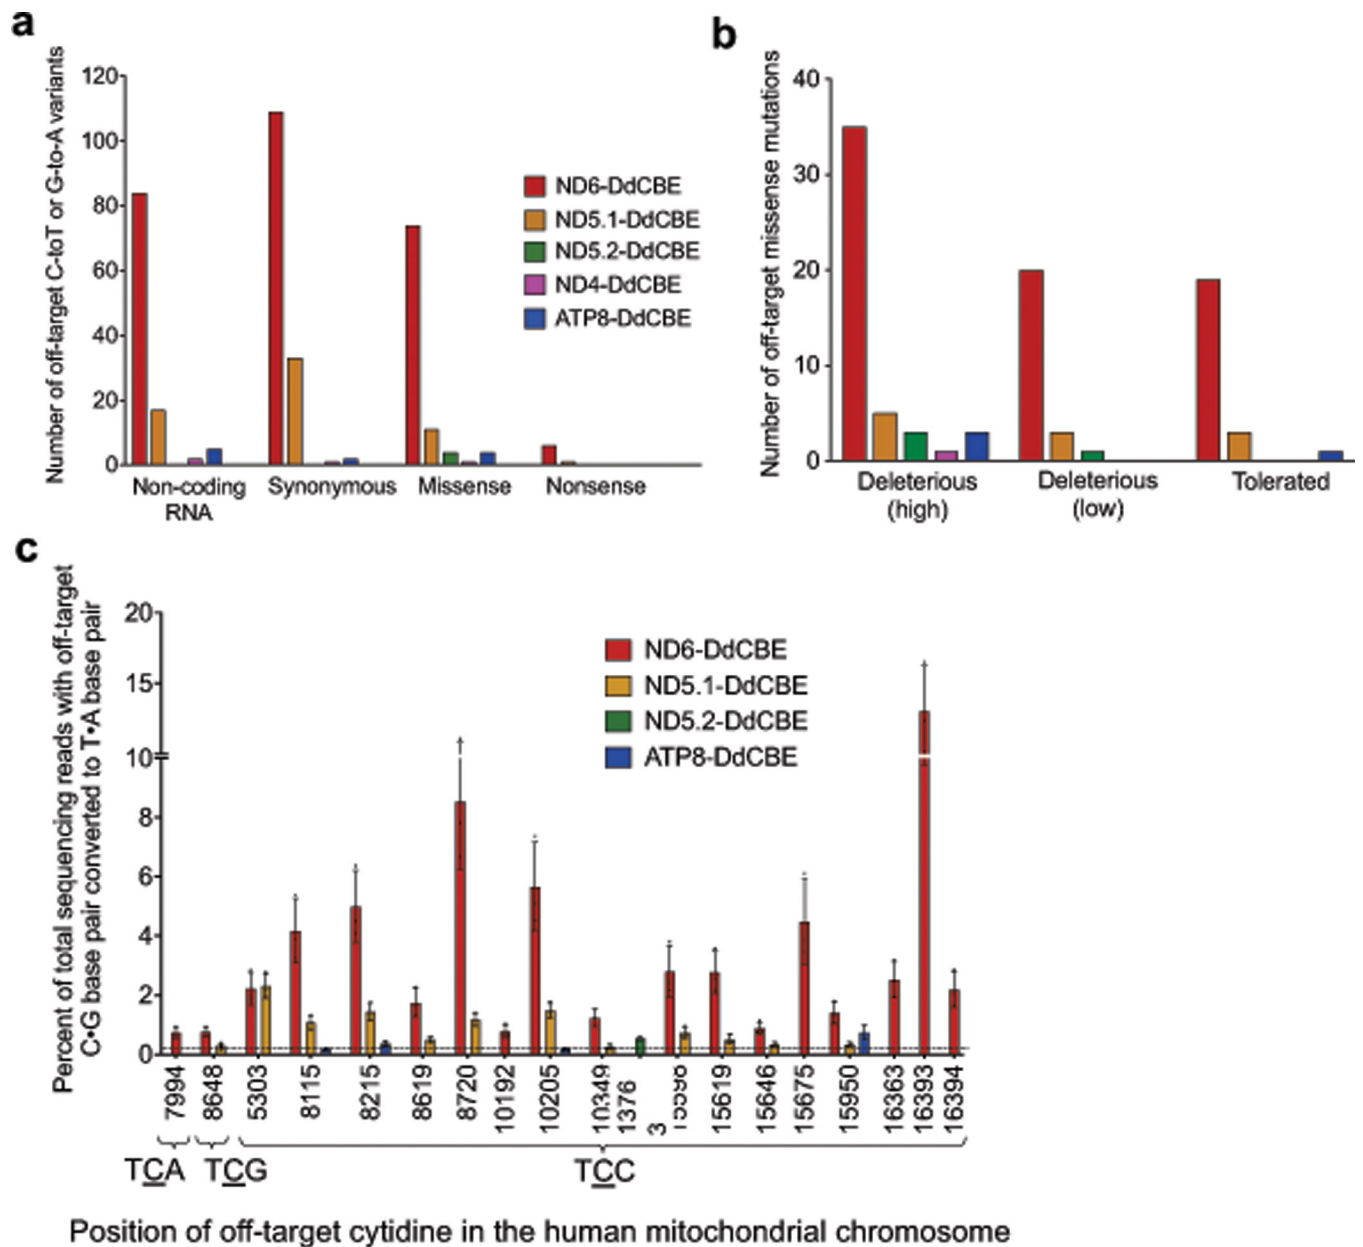 a
Number of off-target C-toT or G-to-A variants
120
100
80
60
40
20
0
ND6-DdCBE
ND5.1-DdCBE
ND5.2-DdCBE
ND4-DdCBE
ATP8-DdCBE
Non-coding
RNA
Synonymous
Missense
Nonsense
b
Number of off-target missense mutations
40
30
20
10
0
Deleterious
(high)
Deleterious
(low)
Tolerated
c
Percent of total sequencing reads with off-target
C•G base pair converted to T•A base pair
20
15
10
8
6
4
2
0
ND6-DdCBE
ND5.1-DdCBE
ND5.2-DdCBE
ATP8-DdCBE
7994
8648
5303
8115
8215
8619
8720
10192
10205
10349
1376
3
15619
15646
15675
15950
16363
16393
16394
TCA
TCG
TCC
Position of off-target cytidine in the human mitochondrial chromosome